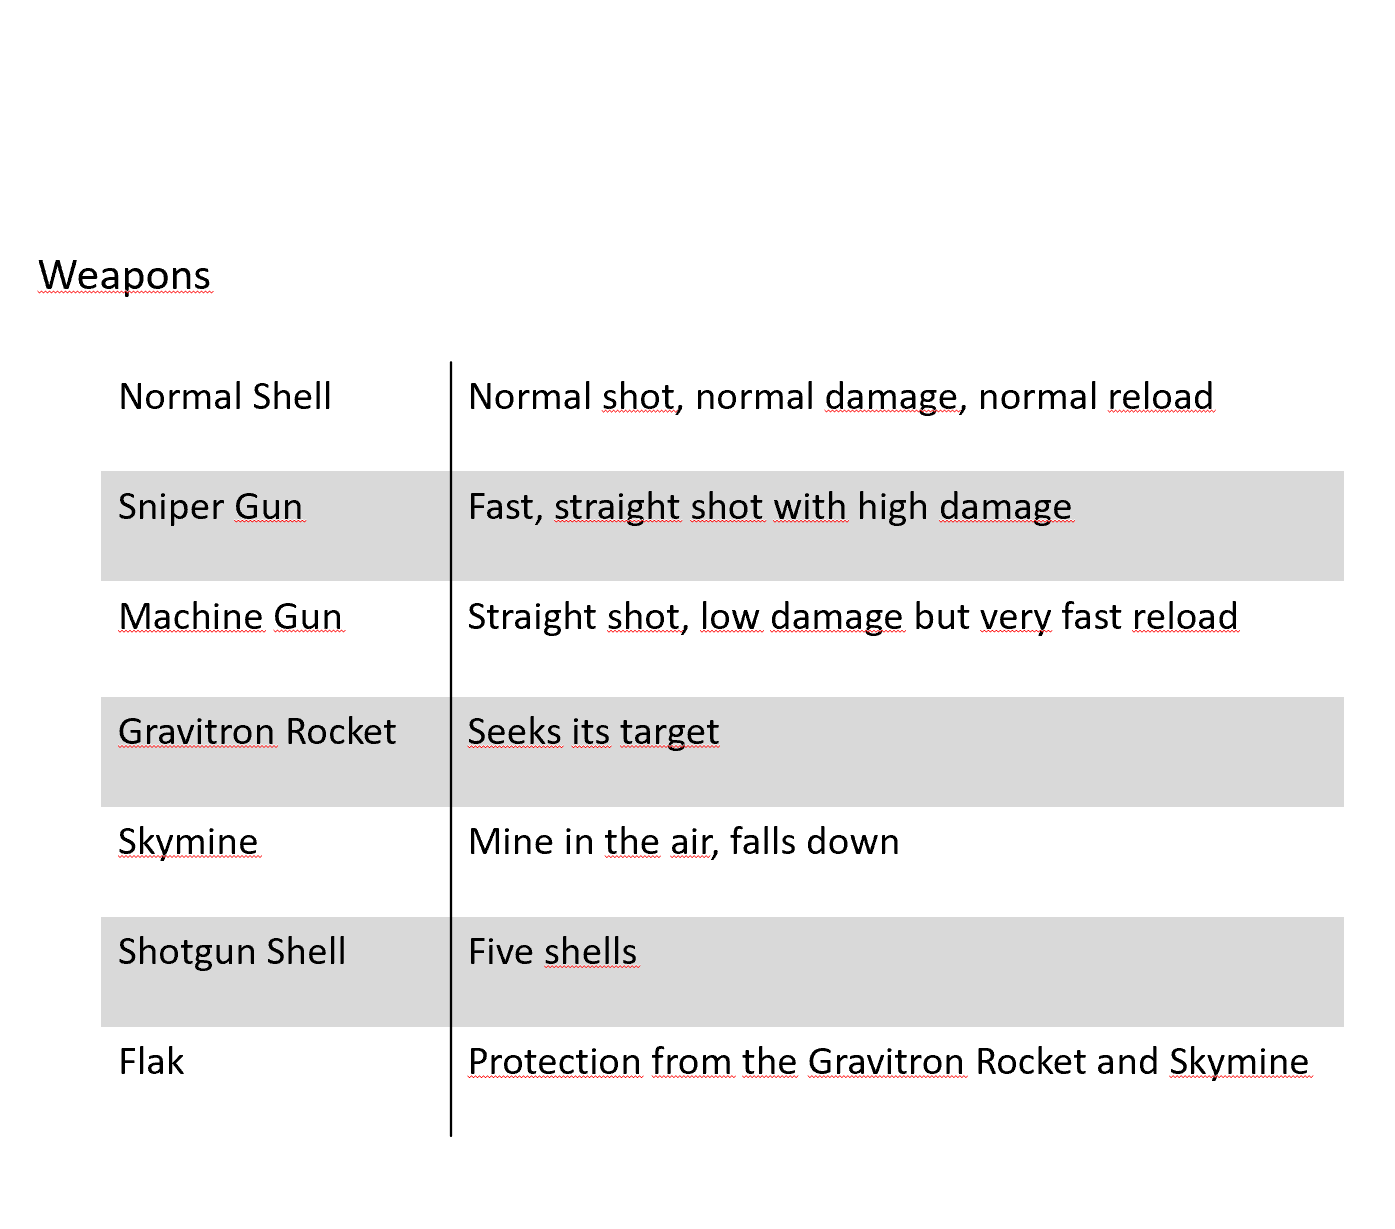 Weapons
Normal Shell Normal shot, normal damage, normal reload
Sniper Gun Fast, straight shot with high damage
Machine Gun Straight shot, low damage but very fast reload
Gravitron Rocket Seeks its target
Skymine Mine in the air, falls down
Shotgun Shell Five shells
Flak Protection from the Gravitron Rocket and Skymine